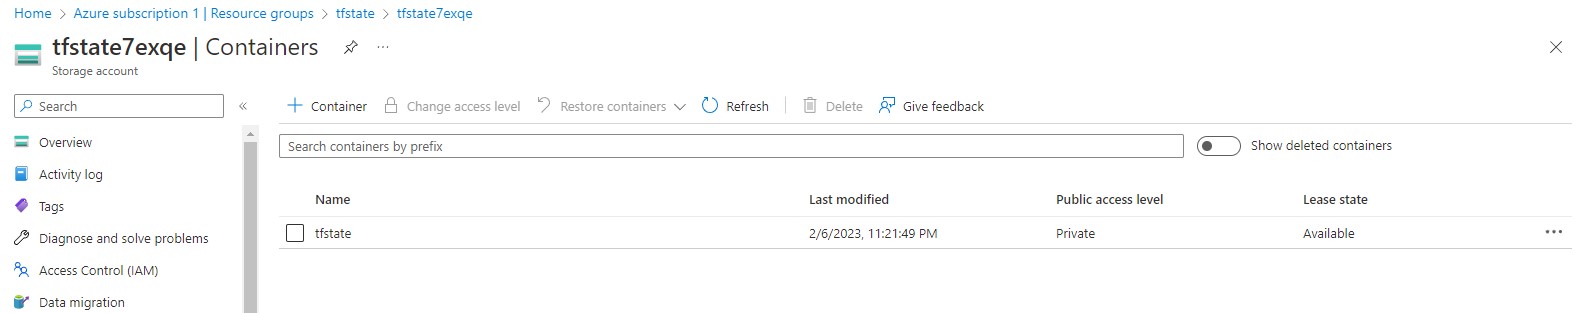 Home > Azure subscription 1 | Resource groups > tfstate > tfstate7exqe
tfstate7exqe | Containers
Storage account
Search
Container Change access level Restore containers Refresh Delete Give feedback
Search containers by prefix
Show deleted containers
Overview
Activity log
Tags
Diagnose and solve problems
Access Control (IAM)
Data migration
Name Last modified Public access level Lease state
tfstate 2/6/2023, 11:21:49 PM Private Available